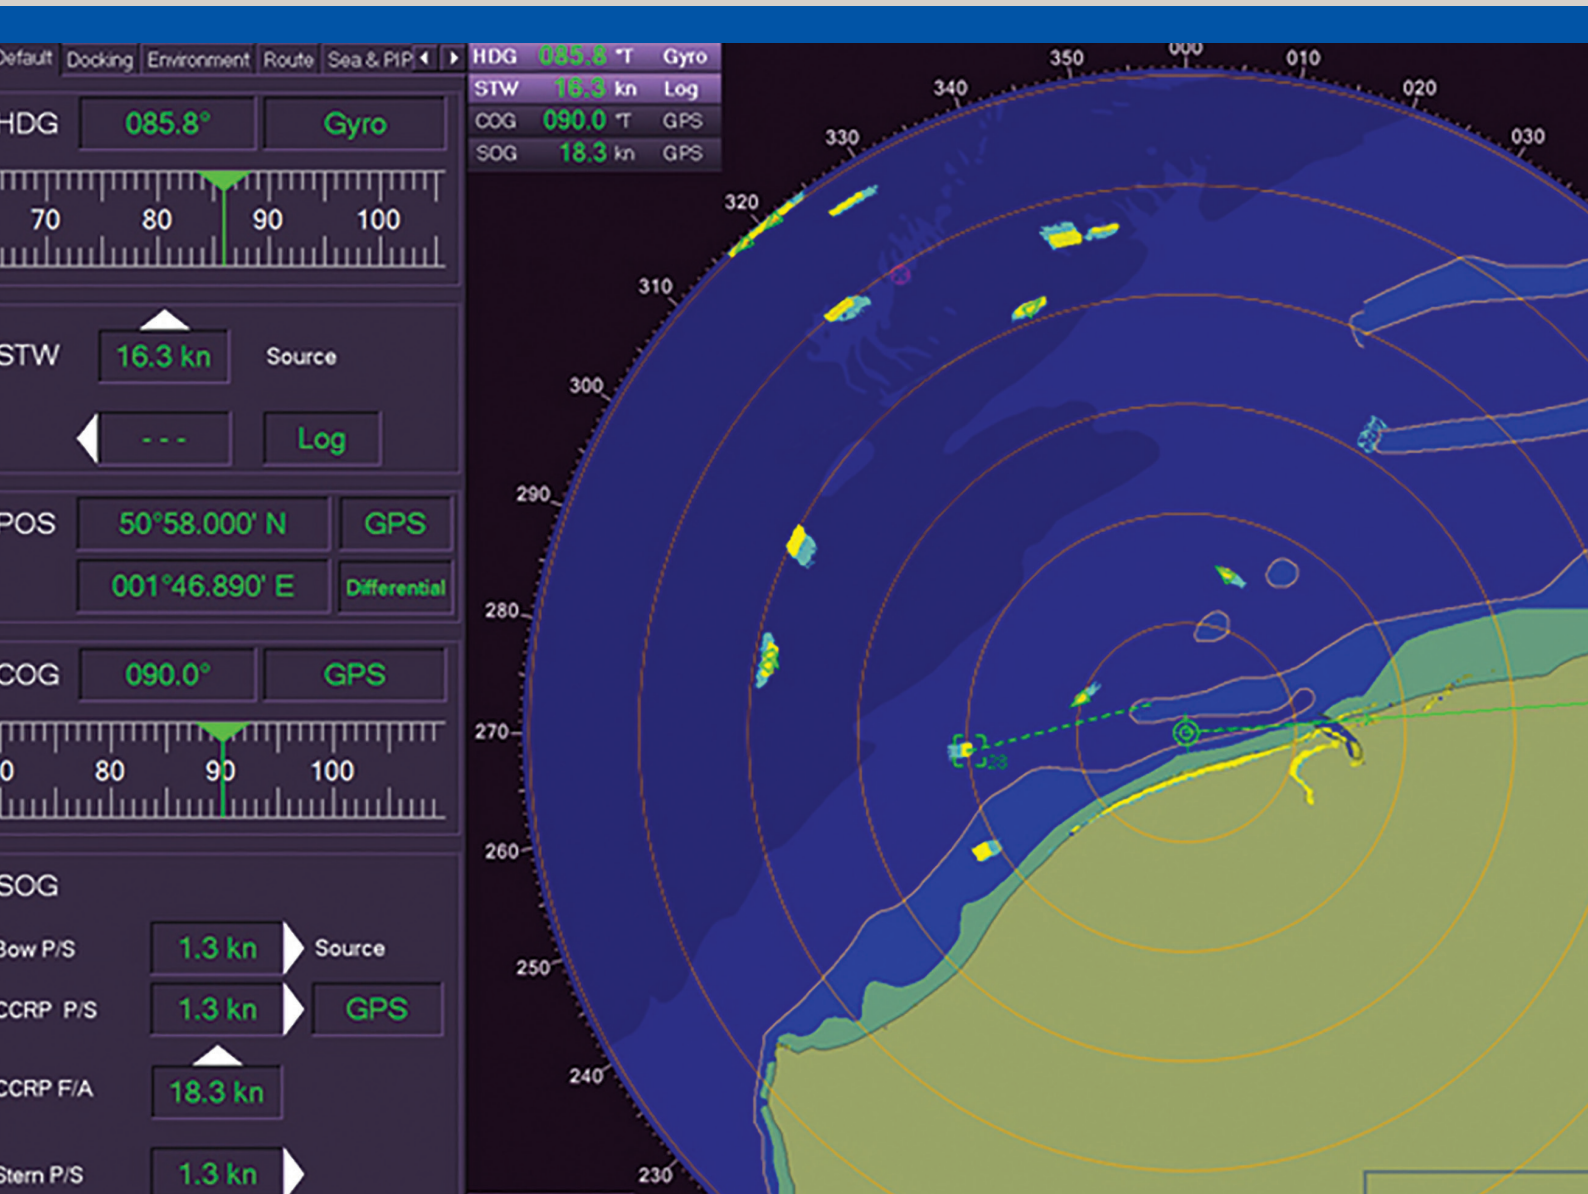 Default Docking Environment Route Sea & PIP
HDG 085.8° Gyro
70 80 90 100
STW 16.3 kn Source
--- Log
POS 50°58.000' N GPS
001°46.890' E Differential
COG 090.0° GPS
0 80 90 100
SOG
Bow P/S 1.3 kn Source
CCRP P/S 1.3 kn GPS
CCRP F/A 18.3 kn
Stern P/S 1.3 kn
HDG 085.8 °T Gyro
STW 16.3 kn Log
COG 090.0 °T GPS
SOG 18.3 kn GPS
230
240
250
260
270
280
290
300
310
320
330
340
350
000
010
020
030
28